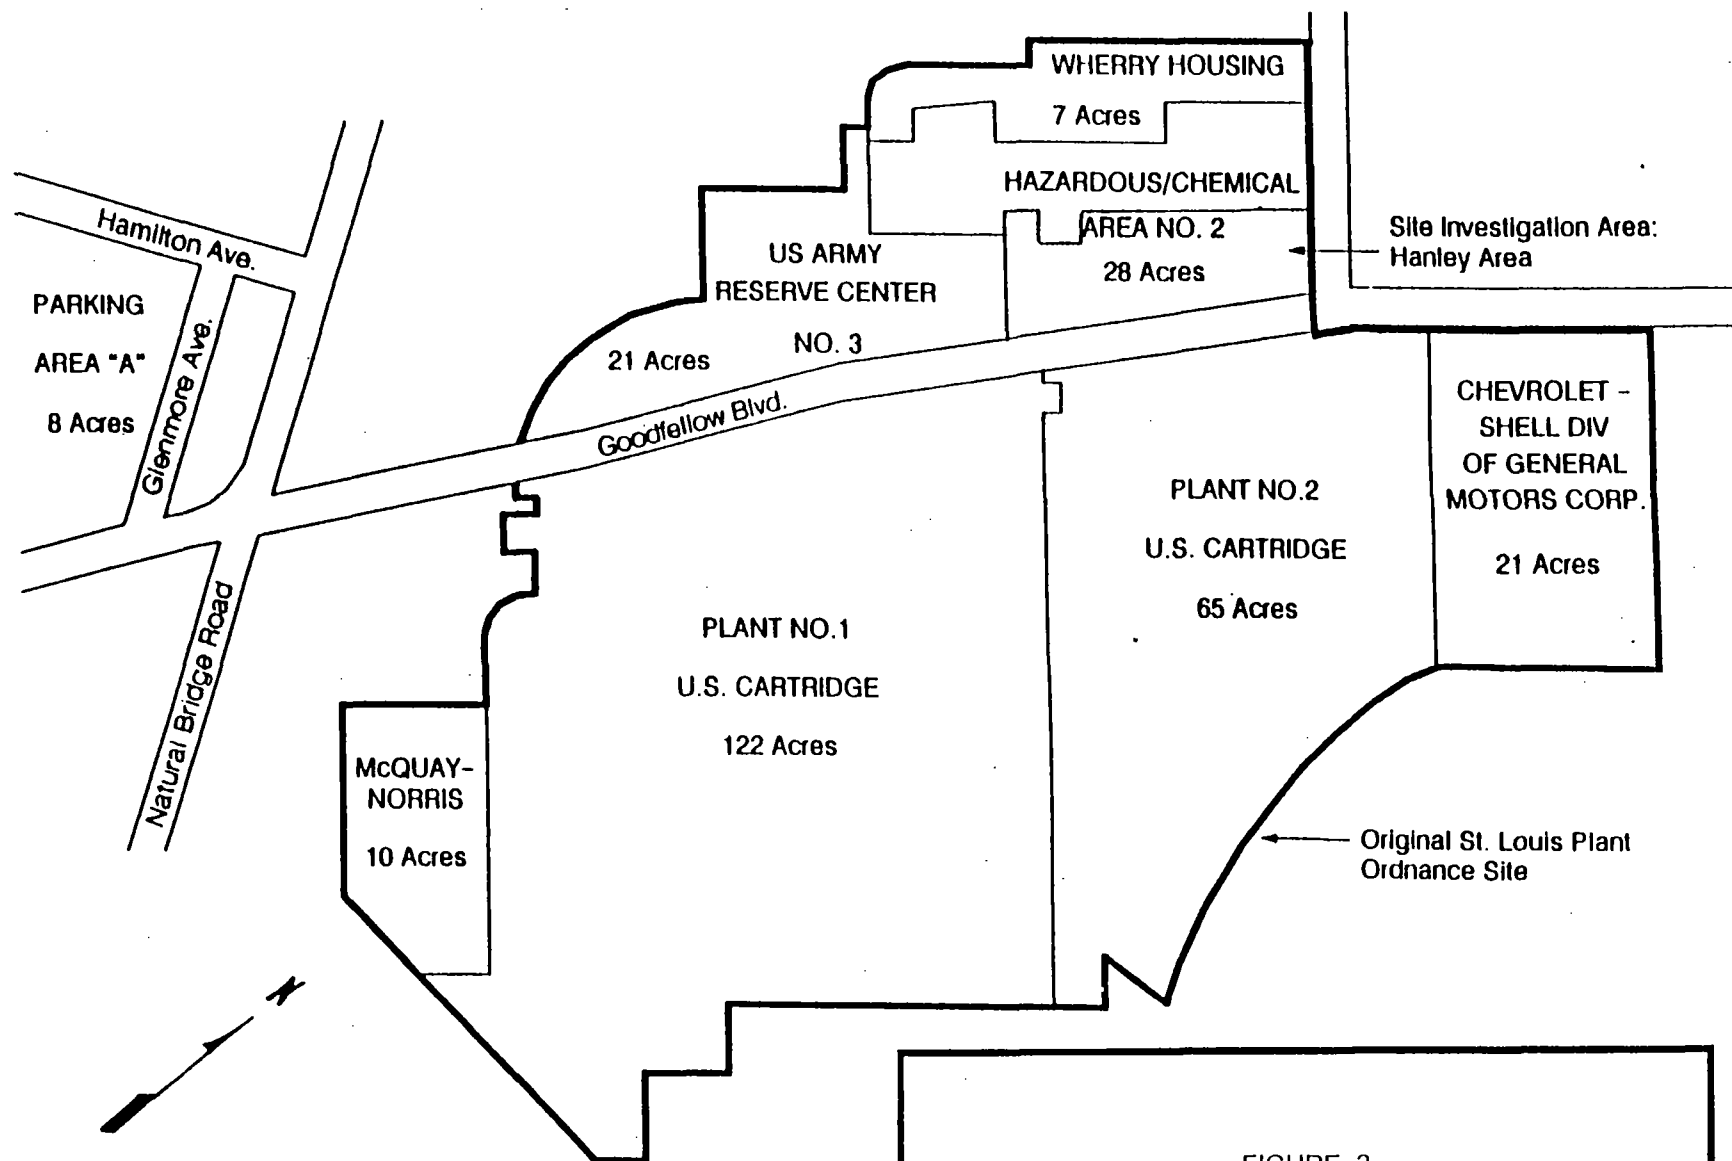 WHERRY HOUSING
7 Acres
HAZARDOUS/CHEMICAL
AREA NO. 2
28 Acres
Site Investigation Area:
Hanley Area
Hamilton Ave.
US ARMY
RESERVE CENTER
NO. 3
21 Acres
PARKING
AREA "A"
8 Acres
Glenmore Ave.
Goodfellow Blvd.
Natural Bridge Road
CHEVROLET -
SHELL DIV
OF GENERAL
MOTORS CORP.
21 Acres
PLANT NO.2
U.S. CARTRIDGE
65 Acres
PLANT NO.1
U.S. CARTRIDGE
122 Acres
McQUAY-
NORRIS
10 Acres
Original St. Louis Plant
Ordnance Site
N